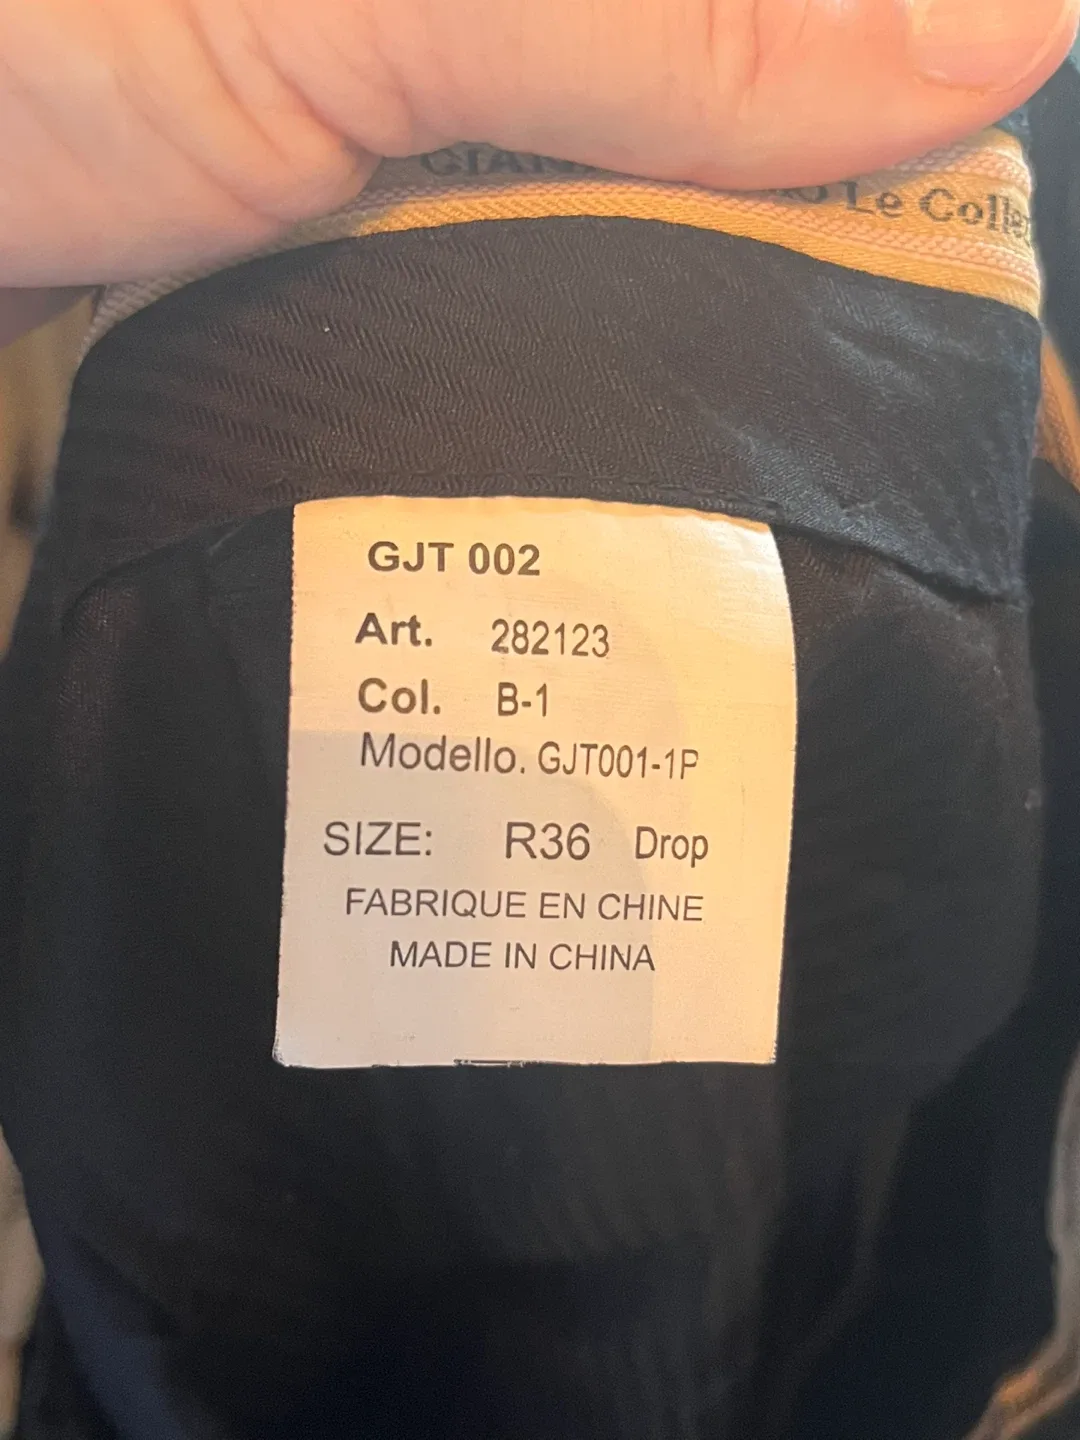 Le Collez
GJT 002
Art. 282123
Col. B-1
Modello. GJT001-1P
SIZE: R36 Drop
FABRIQUE EN CHINE
MADE IN CHINA